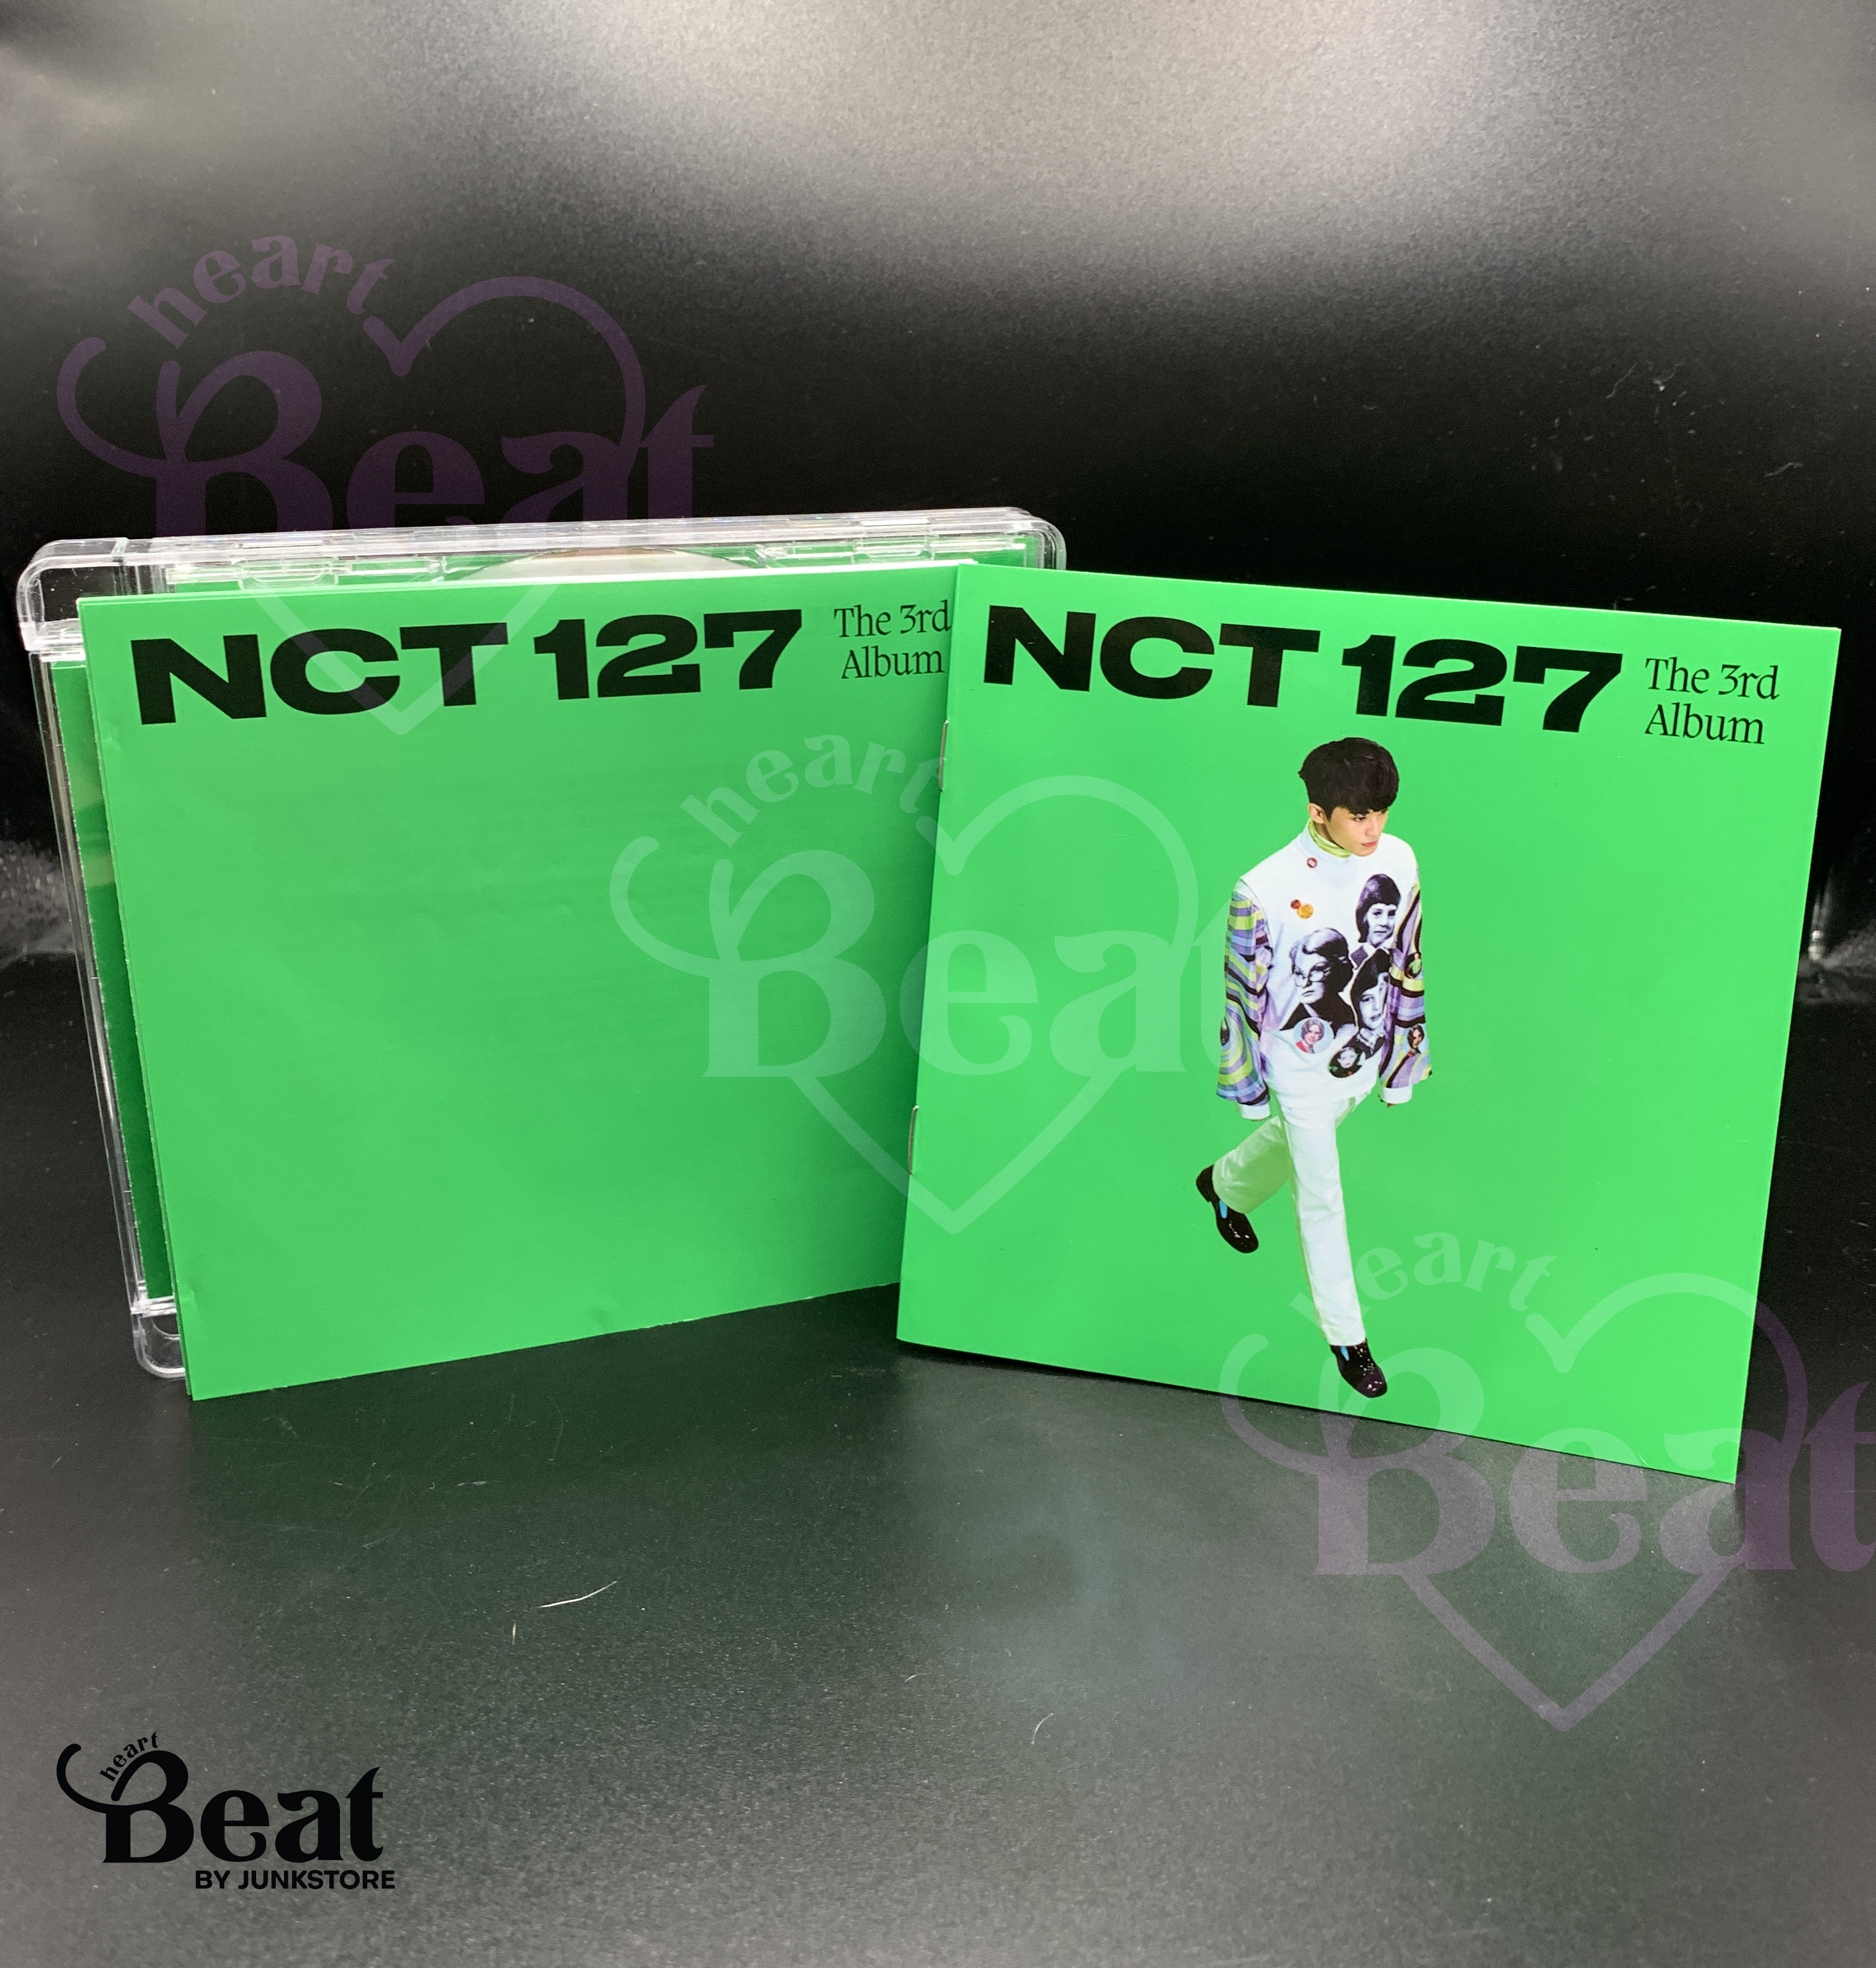 heart
Beat
NCT 127
The 3rd
Album
NCT 127
The 3rd
Album
heart
Beat
heart
Beat
heart
Beat
BY JUNKSTORE